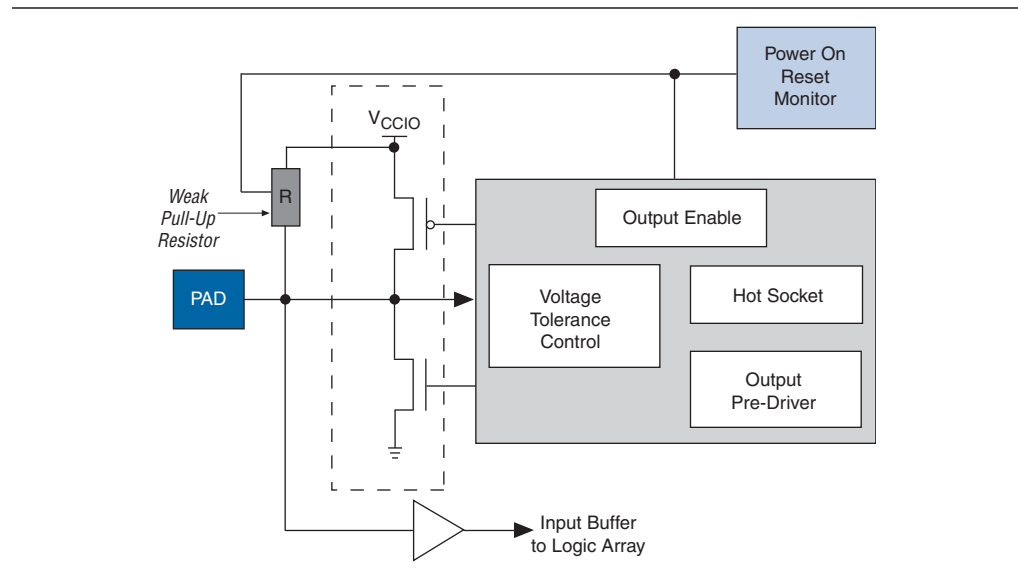 Power On
Reset
Monitor
VCCIO
R
Weak
Pull-Up
Resistor
Output Enable
PAD
Voltage
Tolerance
Control
Hot Socket
Output
Pre-Driver
Input Buffer
to Logic Array